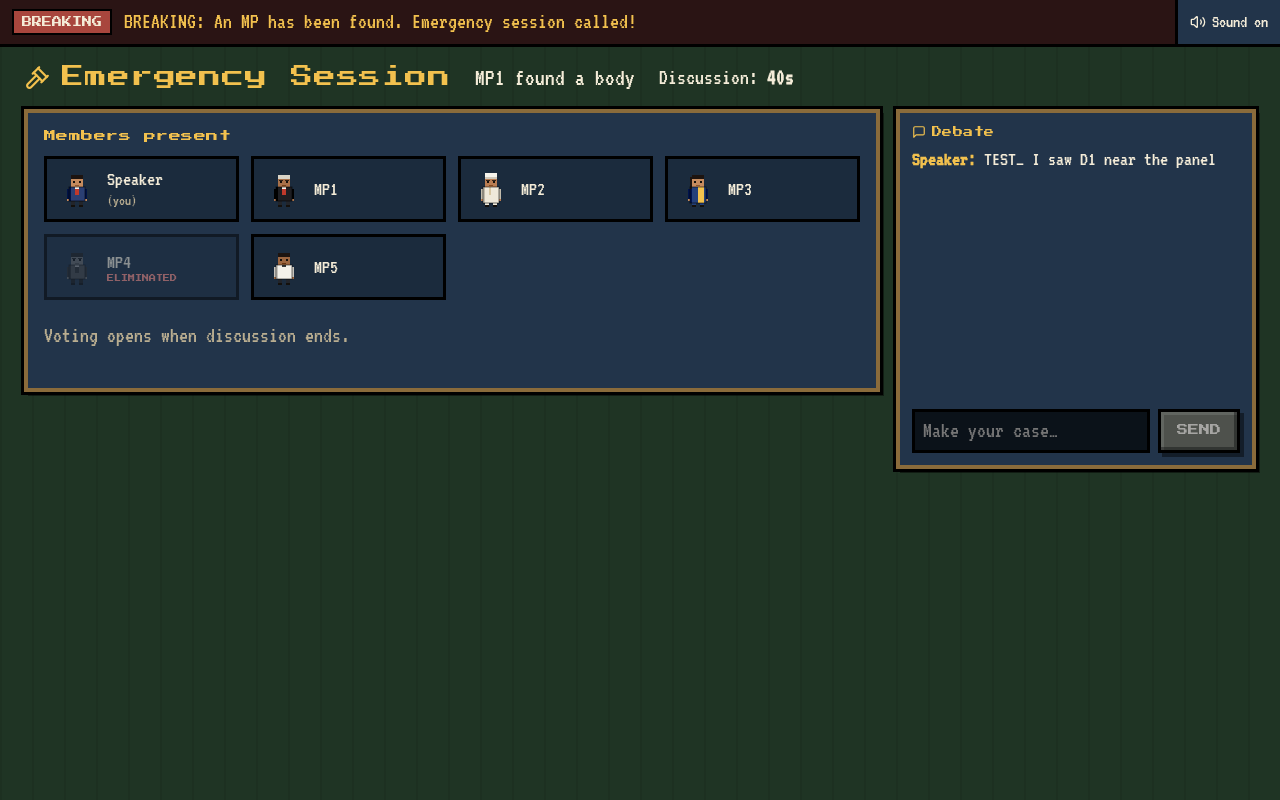 BREAKING
BREAKING: An MP has been found. Emergency session called!
Sound on
Emergency Session
MP1 found a body
Discussion: 40s
Members present
Speaker
(you)
MP1
MP2
MP3
MP4
ELIMINATED
MP5
Voting opens when discussion ends.
Debate
Speaker: TEST_ I saw D1 near the panel
Make your case…
SEND